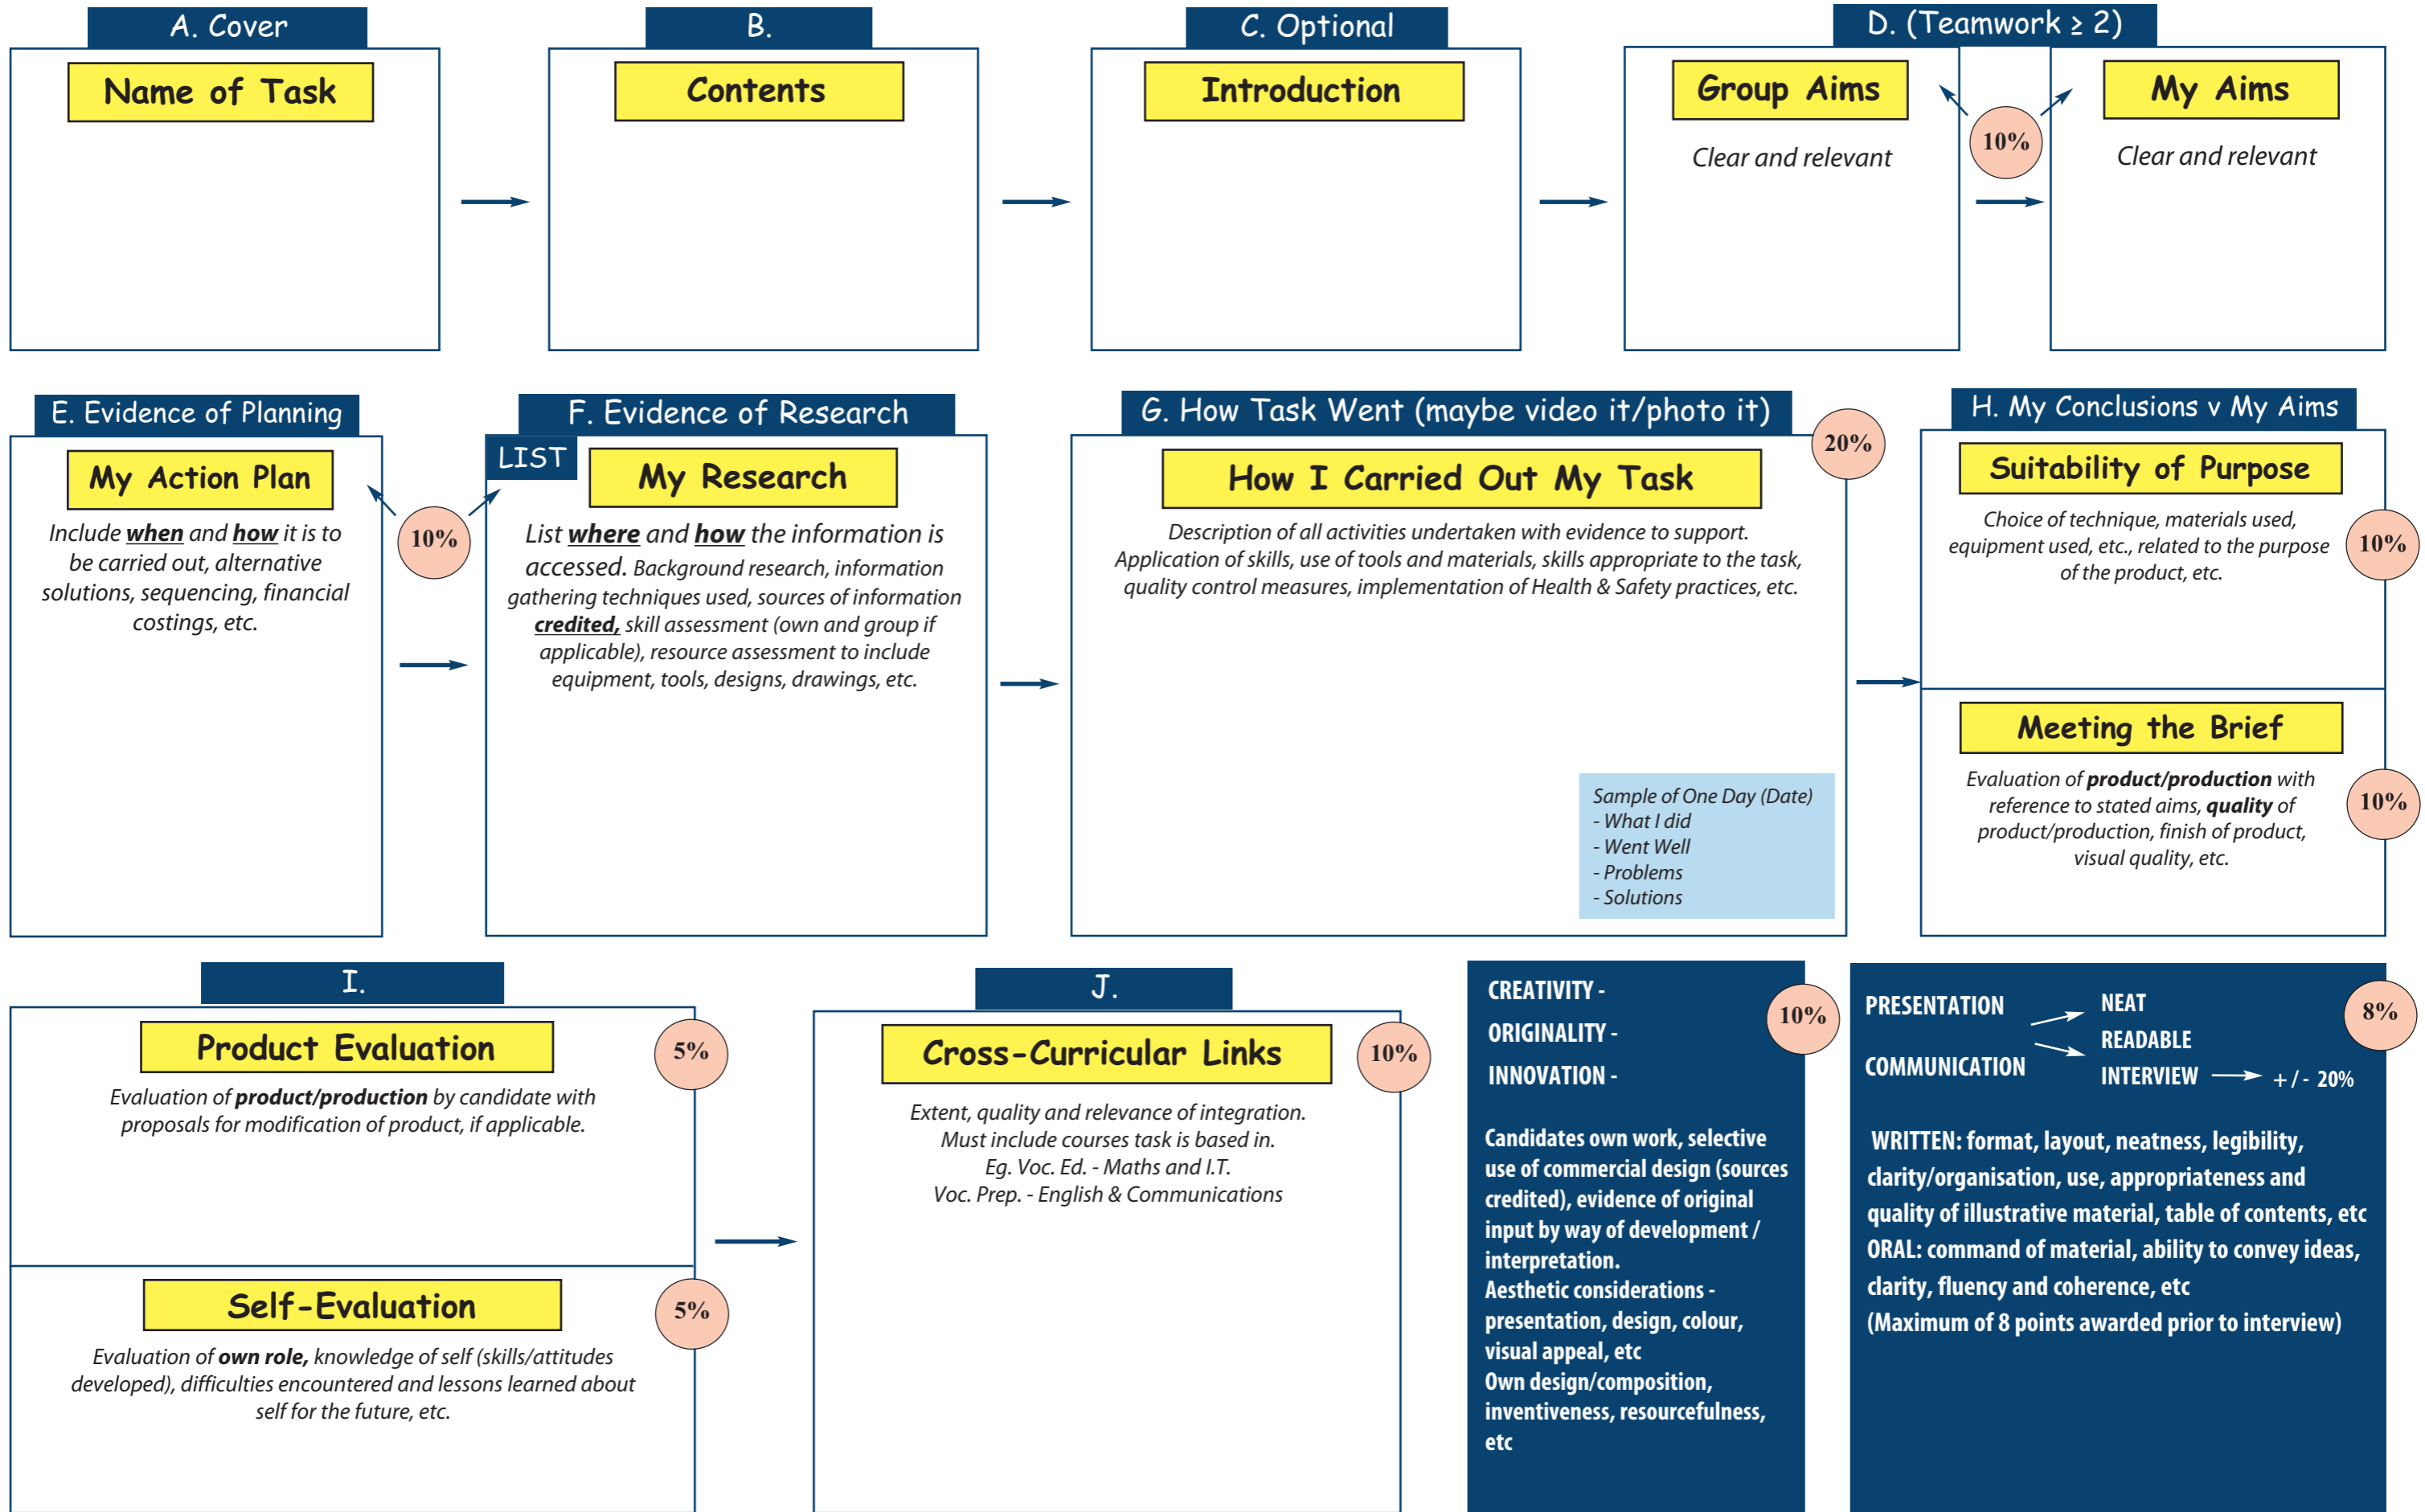 A. Cover
Name of Task
B.
Contents
C. Optional
Introduction
D. (Teamwork ≥ 2)
Group Aims
Clear and relevant
10%
My Aims
Clear and relevant
E. Evidence of Planning
My Action Plan
Include when and how it is to
be carried out, alternative
solutions, sequencing, financial
costings, etc.
10%
F. Evidence of Research
LIST
My Research
List where and how the information is
accessed. Background research, information
gathering techniques used, sources of information
credited, skill assessment (own and group if
applicable), resource assessment to include
equipment, tools, designs, drawings, etc.
G. How Task Went (maybe video it/photo it)
20%
How I Carried Out My Task
Description of all activities undertaken with evidence to support.
Application of skills, use of tools and materials, skills appropriate to the task,
quality control measures, implementation of Health & Safety practices, etc.
Sample of One Day (Date)
- What I did
- Went Well
- Problems
- Solutions
H. My Conclusions v My Aims
Suitability of Purpose
Choice of technique, materials used,
equipment used, etc., related to the purpose
of the product, etc.
10%
Meeting the Brief
Evaluation of product/production with
reference to stated aims, quality of
product/production, finish of product,
visual quality, etc.
10%
I.
Product Evaluation
5%
Evaluation of product/production by candidate with
proposals for modification of product, if applicable.
Self-Evaluation
5%
Evaluation of own role, knowledge of self (skills/attitudes
developed), difficulties encountered and lessons learned about
self for the future, etc.
J.
Cross-Curricular Links
10%
Extent, quality and relevance of integration.
Must include courses task is based in.
Eg. Voc. Ed. - Maths and I.T.
Voc. Prep. - English & Communications
CREATIVITY -
ORIGINALITY -
INNOVATION -
10%
Candidates own work, selective
use of commercial design (sources
credited), evidence of original
input by way of development /
interpretation.
Aesthetic considerations -
presentation, design, colour,
visual appeal, etc
Own design/composition,
inventiveness, resourcefulness,
etc
PRESENTATION
COMMUNICATION
NEAT
READABLE
INTERVIEW
+ / - 20%
8%
WRITTEN: format, layout, neatness, legibility,
clarity/organisation, use, appropriateness and
quality of illustrative material, table of contents, etc
ORAL: command of material, ability to convey ideas,
clarity, fluency and coherence, etc
(Maximum of 8 points awarded prior to interview)